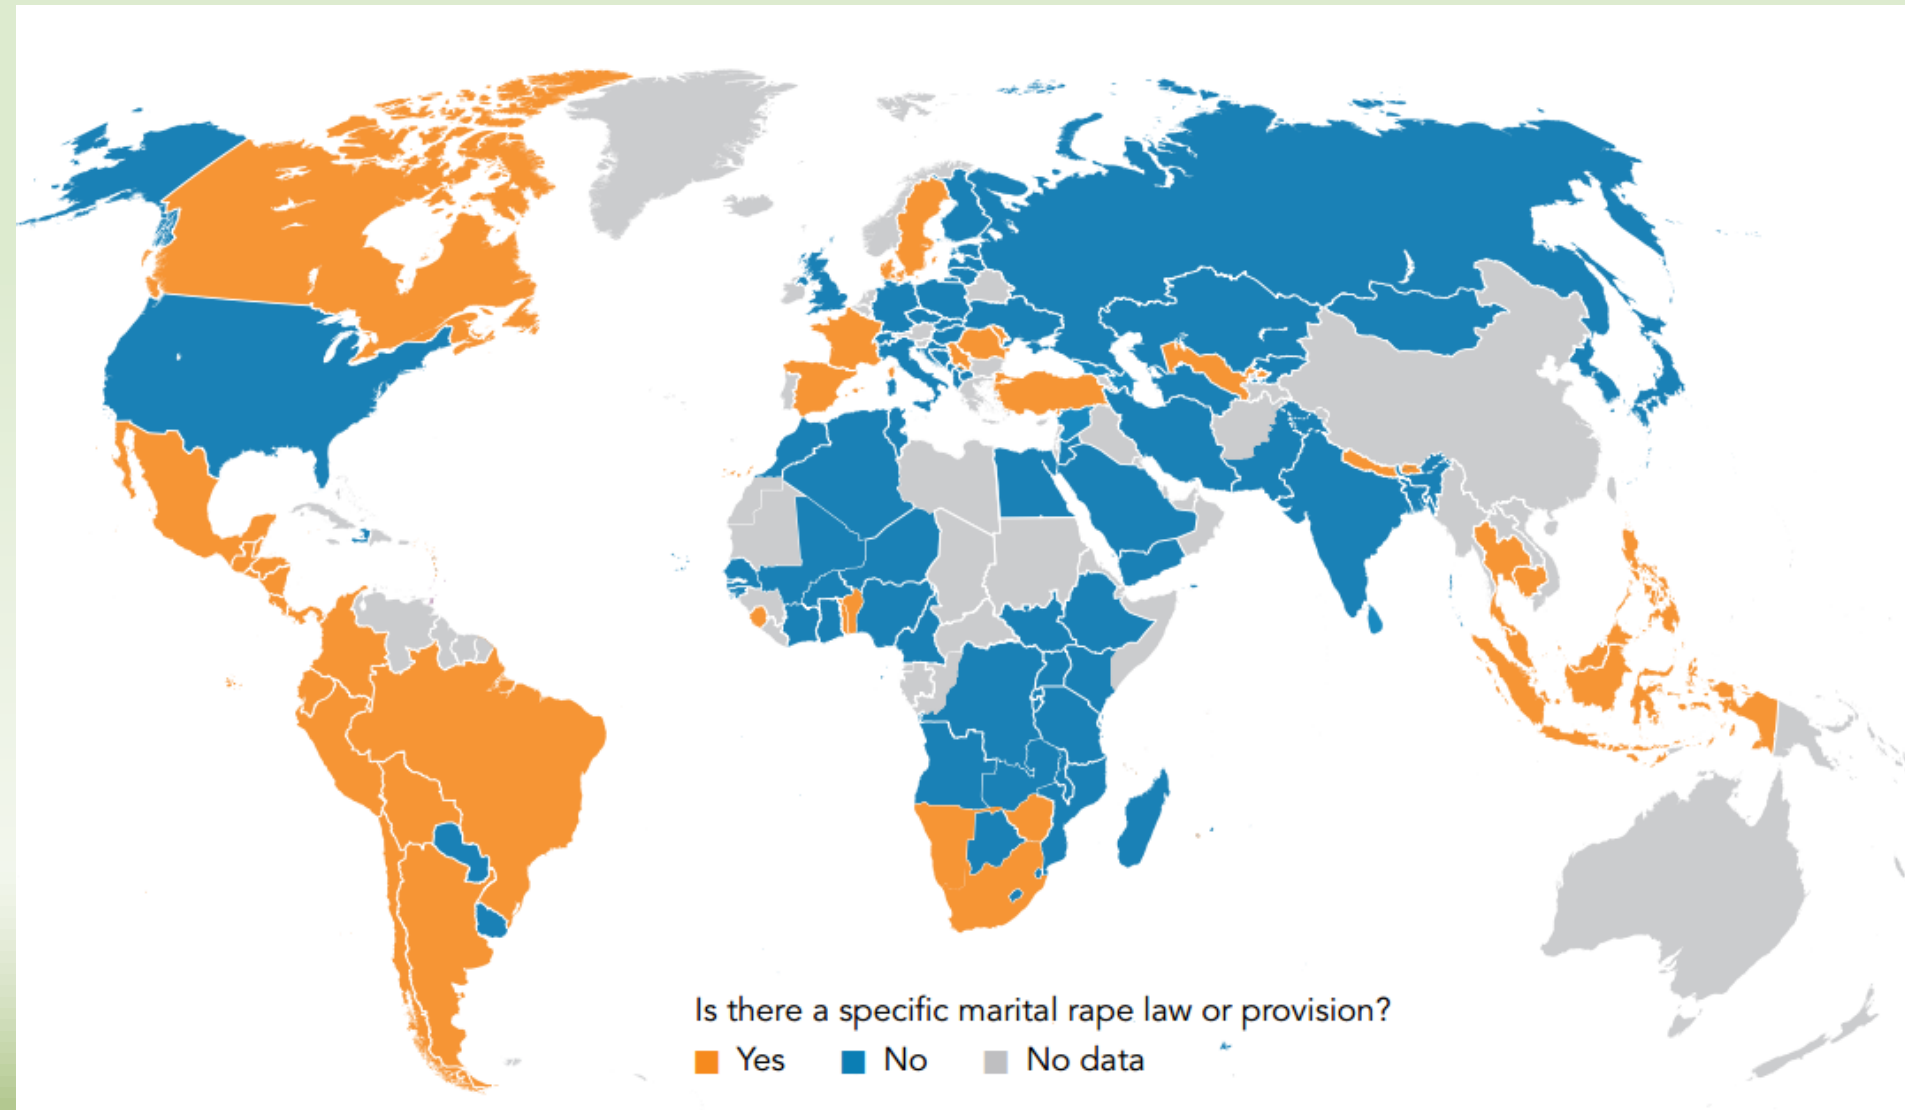 Is there a specific marital rape law or provision?
Yes No No data